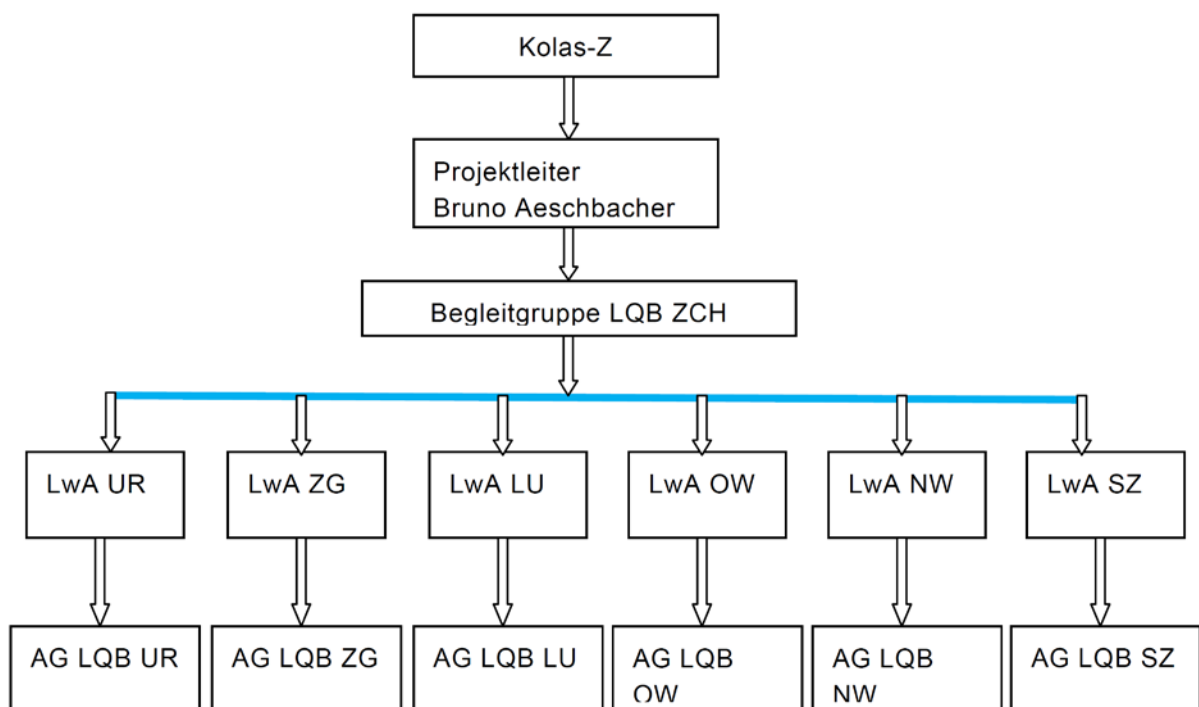 Kolas-Z
Projektleiter
Bruno Aeschbacher
Begleitgruppe LQB ZCH
LwA UR
LwA ZG
LwA LU
LwA OW
LwA NW
LwA SZ
AG LQB UR
AG LQB ZG
AG LQB LU
AG LQB
OW
AG LQB
NW
AG LQB SZ